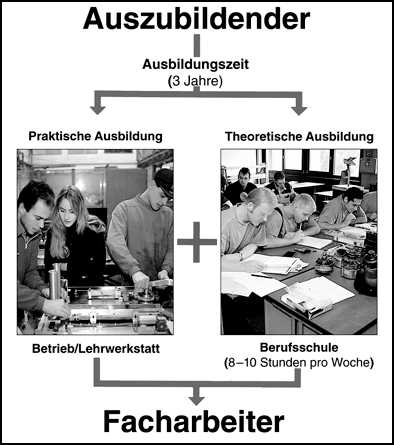 Auszubildender
Ausbildungszeit
(3 Jahre)
Praktische Ausbildung
Theoretische Ausbildung
Betrieb/Lehrwerkstatt
Berufsschule
(8–10 Stunden pro Woche)
Facharbeiter